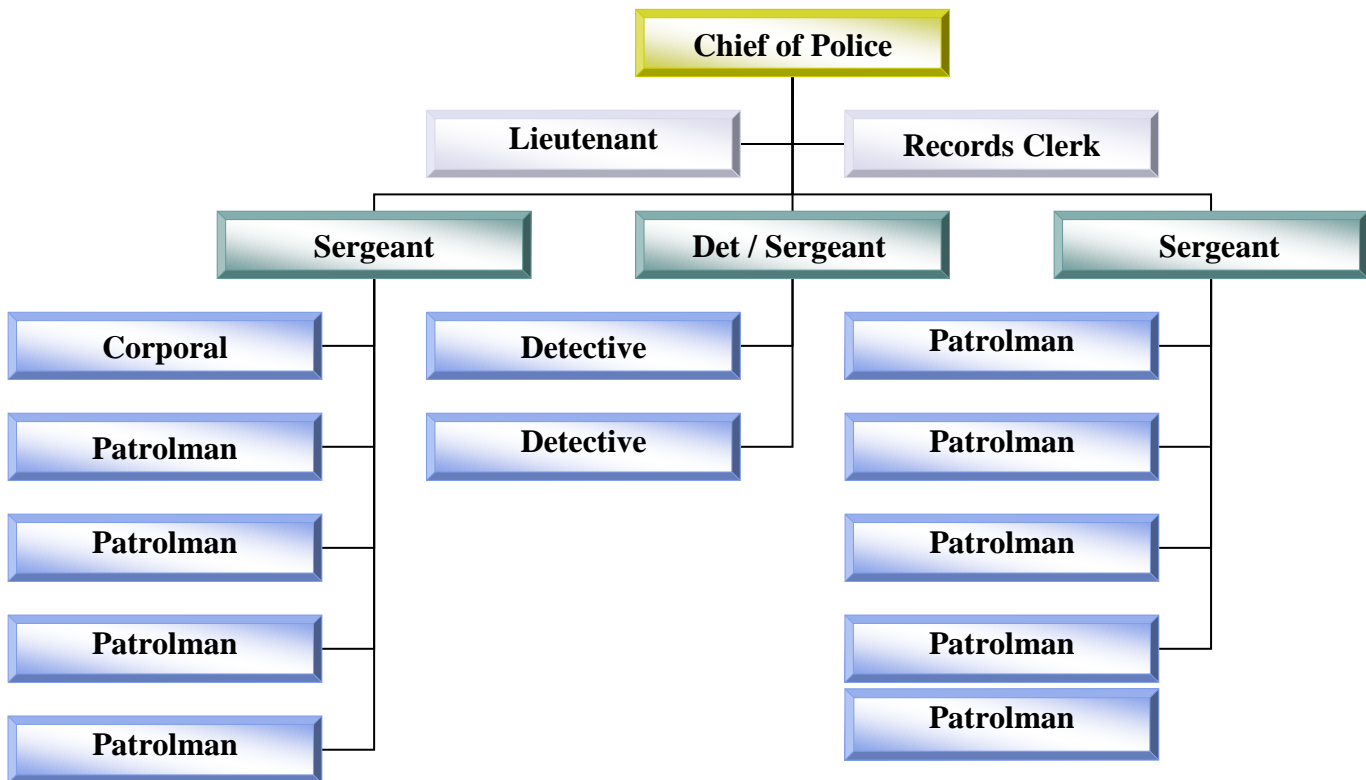 Chief of Police
Lieutenant
Records Clerk
Sergeant
Det / Sergeant
Sergeant
Corporal
Detective
Patrolman
Patrolman
Detective
Patrolman
Patrolman
Patrolman
Patrolman
Patrolman
Patrolman
Patrolman